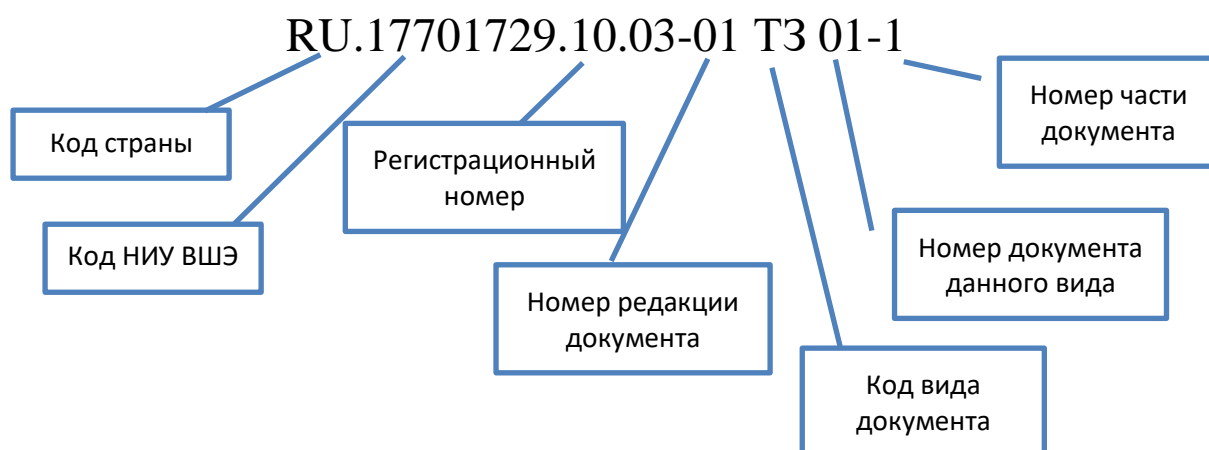 RU.17701729.10.03-01 ТЗ 01-1
Код страны
Регистрационный
номер
Номер части
документа
Код НИУ ВШЭ
Номер редакции
документа
Номер документа
данного вида
Код вида
документа